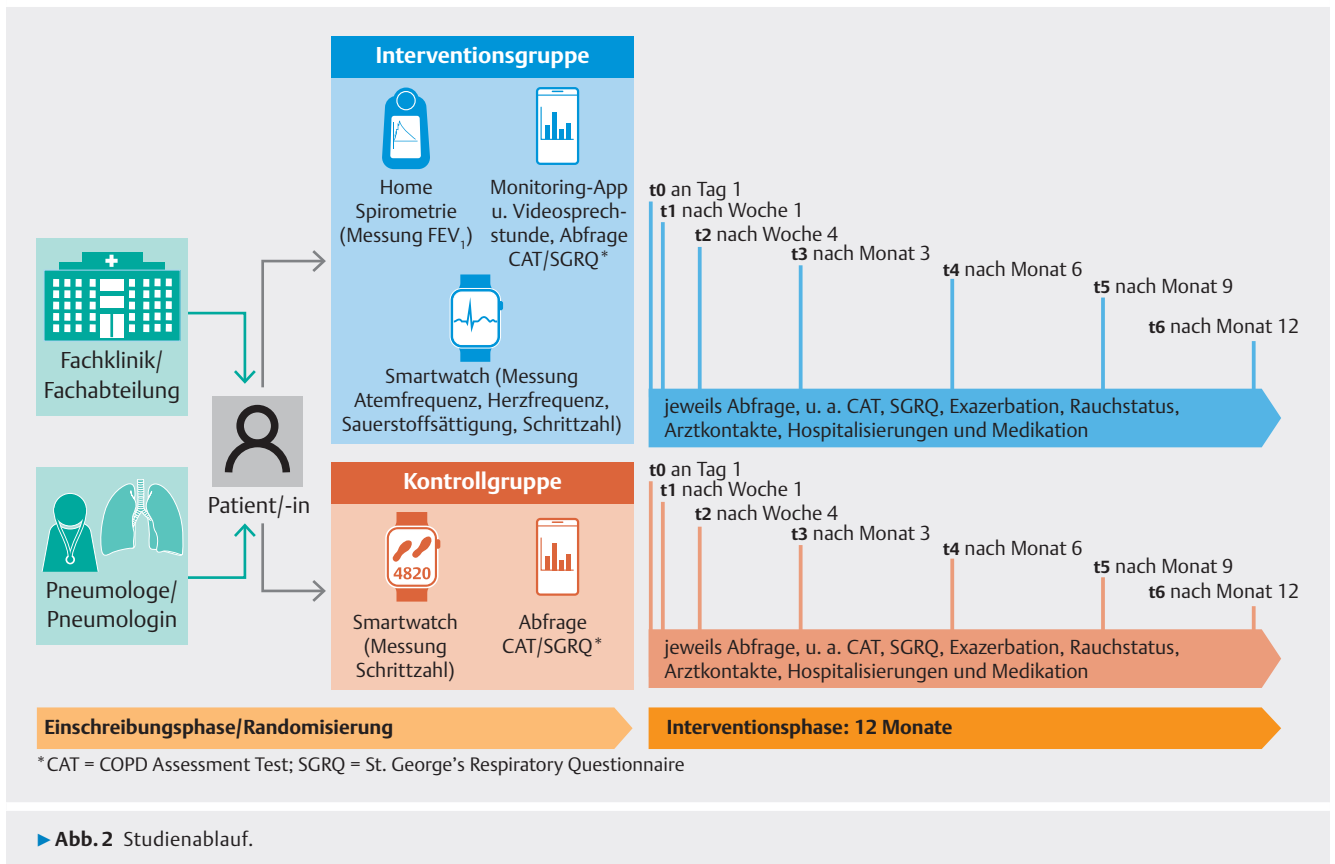 Interventionsgruppe
Home
Spirometrie
(Messung FEV₁)
Monitoring-App
u. Videosprech-
stunde, Abfrage
CAT/SGRQ*
Smartwatch (Messung
Atemfrequenz, Herzfrequenz,
Sauerstoffsättigung, Schrittzahl)
t0 an Tag 1
t1 nach Woche 1
t2 nach Woche 4
t3 nach Monat 3
t4 nach Monat 6
t5 nach Monat 9
t6 nach Monat 12
jeweils Abfrage, u. a. CAT, SGRQ, Exazerbation, Rauchstatus,
Arztkontakte, Hospitalisierungen und Medikation
Fachklinik/
Fachabteilung
Patient/-in
Pneumologe/
Pneumologin
Kontrollgruppe
4820
Smartwatch
(Messung
Schrittzahl)
Abfrage
CAT/SGRQ*
t0 an Tag 1
t1 nach Woche 1
t2 nach Woche 4
t3 nach Monat 3
t4 nach Monat 6
t5 nach Monat 9
t6 nach Monat 12
jeweils Abfrage, u. a. CAT, SGRQ, Exazerbation, Rauchstatus,
Arztkontakte, Hospitalisierungen und Medikation
Einschreibungsphase/Randomisierung
Interventionsphase: 12 Monate
*CAT = COPD Assessment Test; SGRQ = St. George's Respiratory Questionnaire
▶ Abb. 2 Studienablauf.